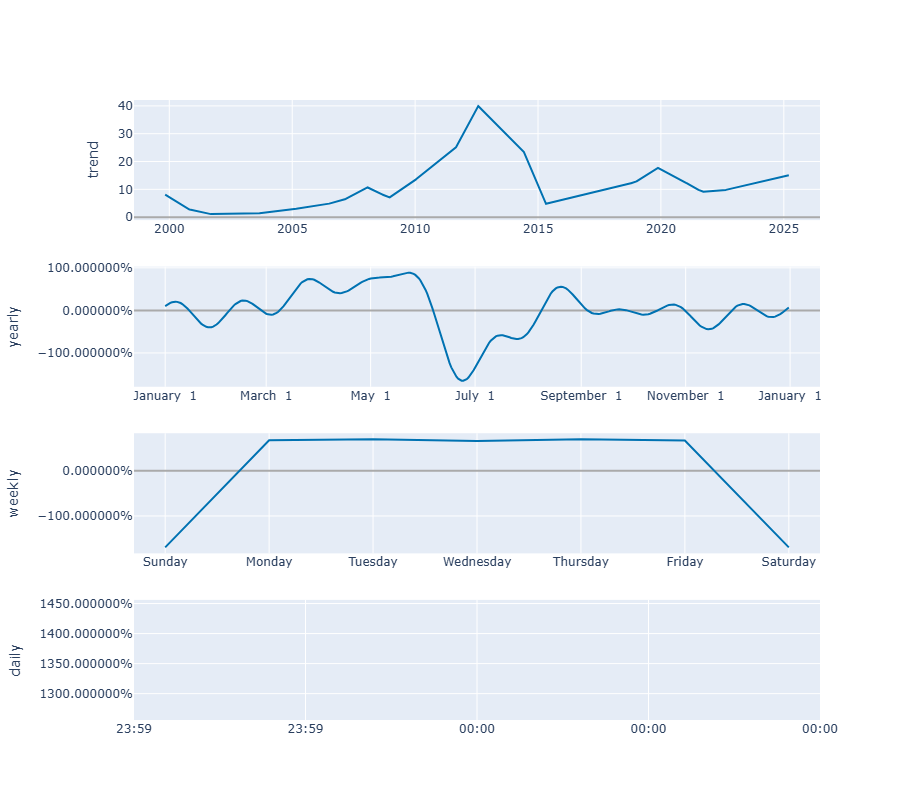 trend
40
30
20
10
0
2000 2005 2010 2015 2020 2025
yearly
100.000000%
0.000000%
−100.000000%
January 1 March 1 May 1 July 1 September 1 November 1 January 1
weekly
0.000000%
−100.000000%
Sunday Monday Tuesday Wednesday Thursday Friday Saturday
daily
1450.000000%
1400.000000%
1350.000000%
1300.000000%
23:59 23:59 00:00 00:00 00:00